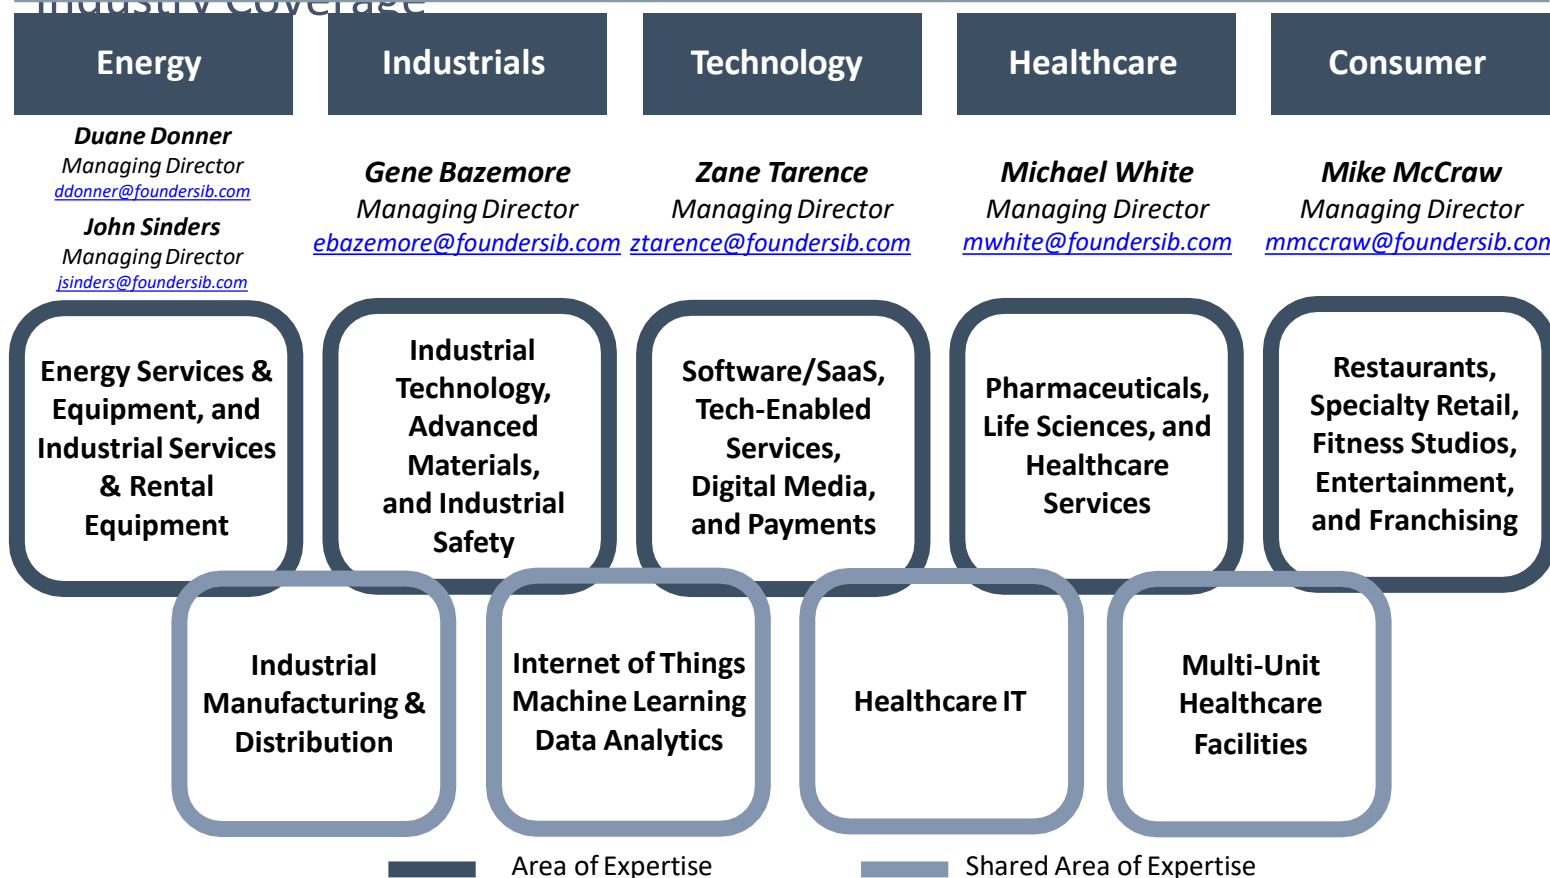 Industry Coverage
Energy
Industrials
Technology
Healthcare
Consumer
Duane Donner
Managing Director
ddonner@foundersib.com
John Sinders
Managing Director
jsinders@foundersib.com
Gene Bazemore
Managing Director
ebazemore@foundersib.com
Zane Tarence
Managing Director
ztarence@foundersib.com
Michael White
Managing Director
mwhite@foundersib.com
Mike McCraw
Managing Director
mmccraw@foundersib.com
Energy Services &
Equipment, and
Industrial Services
& Rental
Equipment
Industrial
Technology,
Advanced
Materials,
and Industrial
Safety
Software/SaaS,
Tech-Enabled
Services,
Digital Media,
and Payments
Pharmaceuticals,
Life Sciences, and
Healthcare
Services
Restaurants,
Specialty Retail,
Fitness Studios,
Entertainment,
and Franchising
Industrial
Manufacturing &
Distribution
Internet of Things
Machine Learning
Data Analytics
Healthcare IT
Multi-Unit
Healthcare
Facilities
Area of Expertise
Shared Area of Expertise